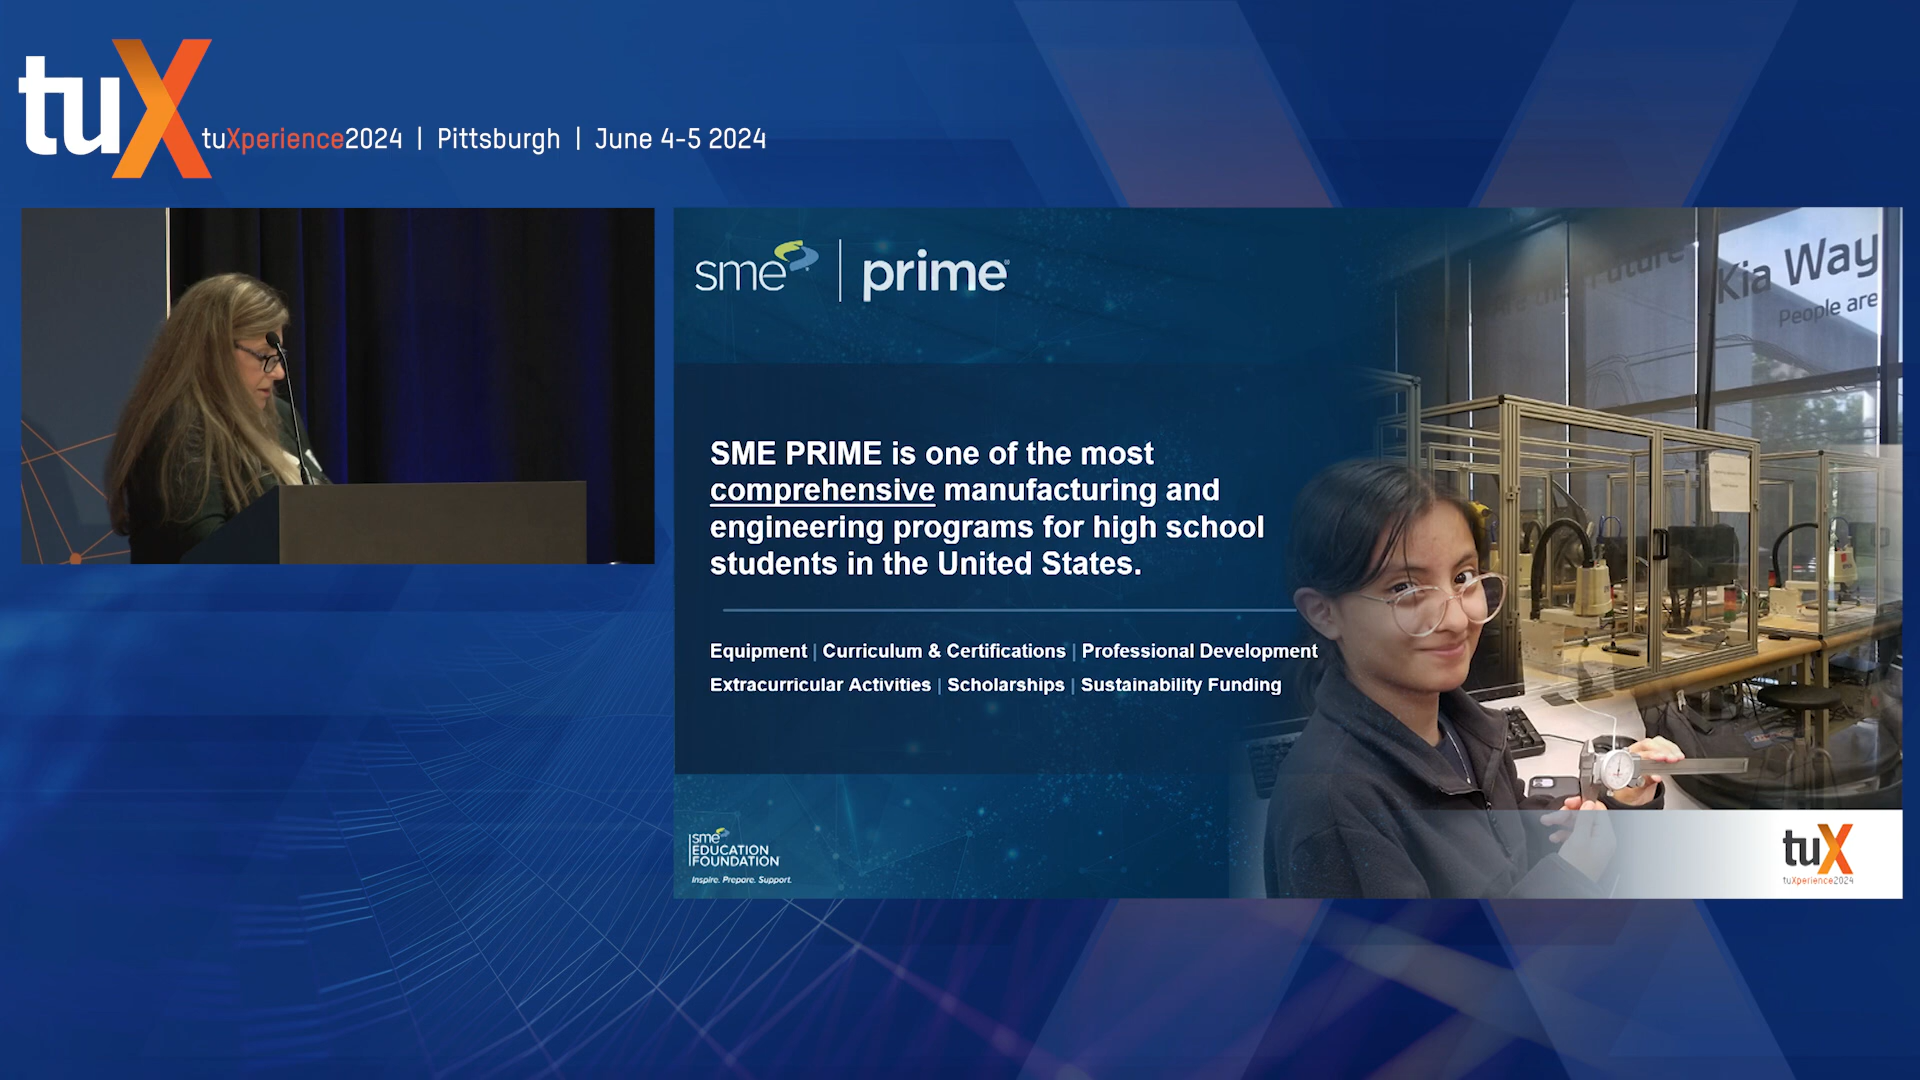 tuX
tuXperience2024 | Pittsburgh | June 4-5 2024
sme | prime
Kia Way
People are
SME PRIME is one of the most
comprehensive manufacturing and
engineering programs for high school
students in the United States.
Equipment | Curriculum & Certifications | Professional Development
Extracurricular Activities | Scholarships | Sustainability Funding
sme
EDUCATION
FOUNDATION
Inspire. Prepare. Support.
tuX
tuXperience2024